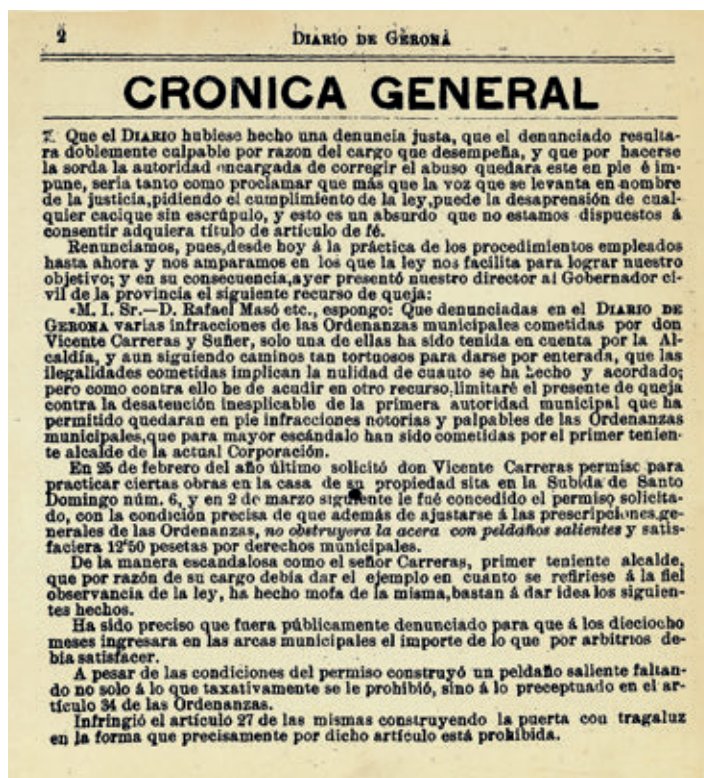 2 DIARIO DE GERONA
CRONICA GENERAL
Que el DIARIO hubiese hecho una denuncia justa, que el denunciado resulta-
ra doblemente culpable por razon del cargo que desempeña, y que por hacerse
la sorda la autoridad encargada de corregir el abuso quedara este en pie é im-
pune, seria tanto como proclamar que más que la voz que se levanta en nombre
de la justicia,pidiendo el cumplimiento de la ley,puede la desaprensión de cual-
quier cacique sin escrúpulo, y esto es un absurdo que no estamos dispuestos á
consentir adquiera título de artículo de fé.
Renunciamos, pues,desde hoy á la práctica de los procedimientos empleados
hasta ahora y nos amparamos en los que la ley nos facilita para lograr nuestro
objetivo; y en su consecuencia,ayer presentó nuestro director al Gobernador ci-
vil de la provincia el siguiente recurso de queja:
«M. I. Sr.—D. Rafael Masó etc., espongo: Que denunciadas en el DIARIO DE
GERONA varias infracciones de las Ordenanzas municipales cometidas por don
Vicente Carreras y Suñer, solo una de ellas ha sido tenida en cuenta por la Al-
caldía, y aun siguiendo caminos tan tortuosos para darse por enterada, que las
ilegalidades cometidas implican la nulidad de cuanto se ha hecho y acordado;
pero como contra ello he de acudir en otro recurso,limitaré el presente de queja
contra la desatención inesplicable de la primera autoridad municipal que ha
permitido quedaran en pie infracciones notorias y palpables de las Ordenanzas
municipales,que para mayor escándalo han sido cometidas por el primer tenien-
te alcalde de la actual Corporación.
En 25 de febrero del año último solicitó don Vicente Carreras permiso para
practicar ciertas obras en la casa de su propiedad sita en la Subida de Santo
Domingo núm. 6, y en 2 de marzo siguiente le fué concedido el permiso solicita-
do, con la condición precisa de que además de ajustarse á las prescripciones ge-
nerales de las Ordenanzas, no obstruyera la acera con peldaños salientes y satis-
faciera 12'50 pesetas por derechos municipales.
De la manera escandalosa como el señor Carreras, primer teniente alcalde,
que por razón de su cargo debía dar el ejemplo en cuanto se refiriese á la fiel
observancia de la ley, ha hecho mofa de la misma,bastan á dar idea los siguien-
tes hechos.
Ha sido preciso que fuera públicamente denunciado para que á los dieciocho
meses ingresara en las arcas municipales el importe de lo que por arbitrios de-
bía satisfacer.
A pesar de las condiciones del permiso construyó un peldaño saliente faltan-
do no solo á lo que taxativamente se le prohibió, sino á lo preceptuado en el ar-
tículo 34 de las Ordenanzas.
Infringió el artículo 27 de las mismas construyendo la puerta con tragaluz
en la forma que precisamente por dicho artículo está prohibida.